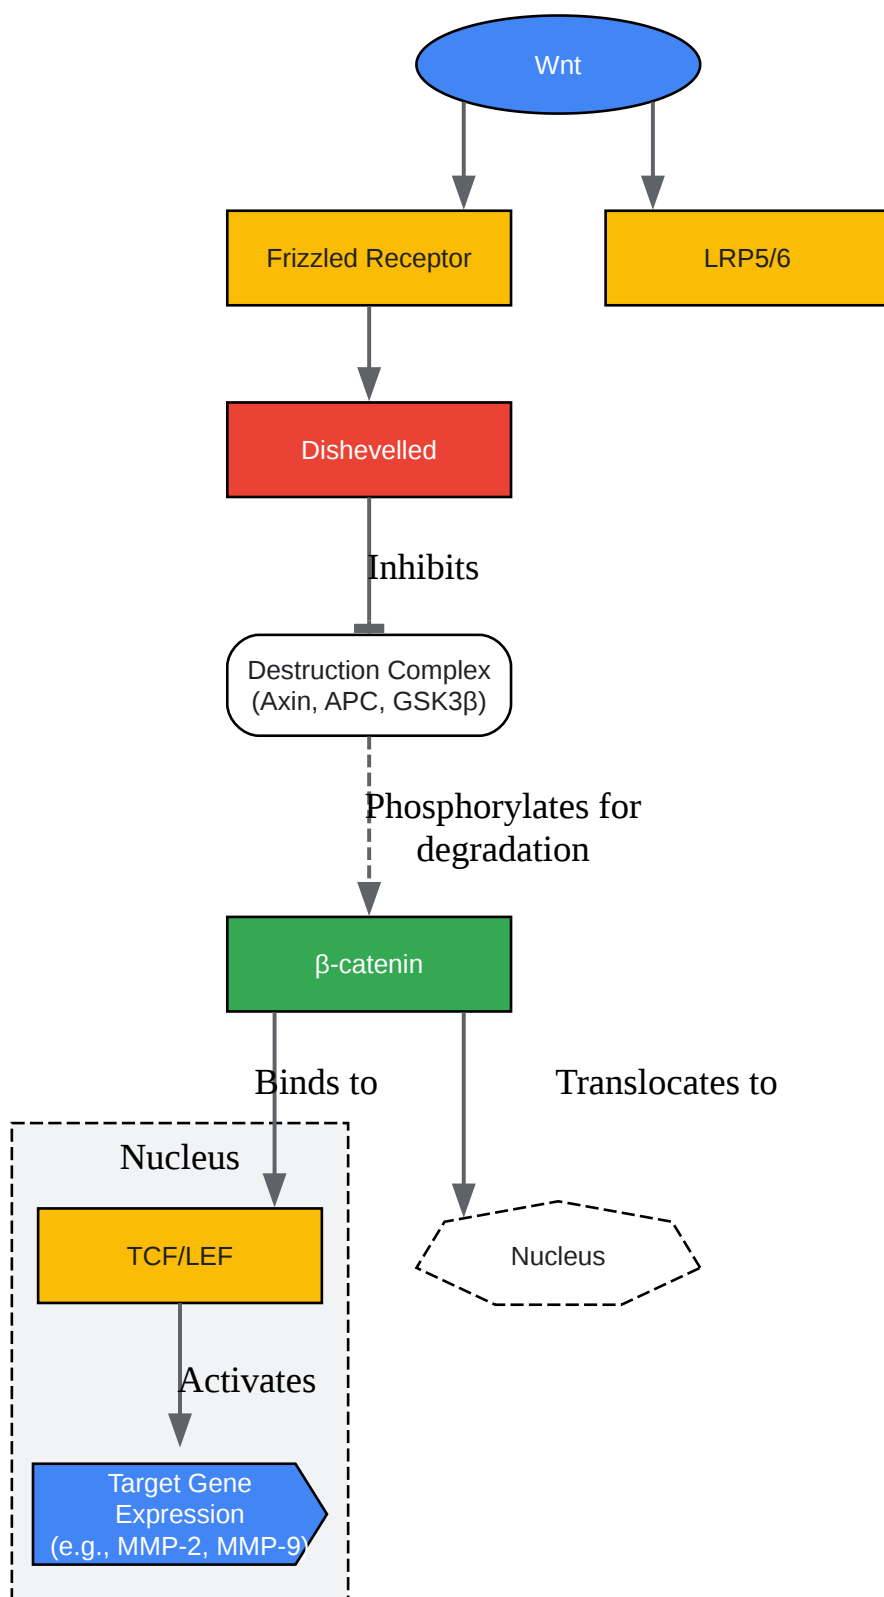 Wnt
Frizzled Receptor
LRP5/6
Dishevelled
Inhibits
Destruction Complex
(Axin, APC, GSK3β)
Phosphorylates for
degradation
β-catenin
Binds to
Translocates to
Nucleus
TCF/LEF
Nucleus
Activates
Target Gene
Expression
(e.g., MMP-2, MMP-9)